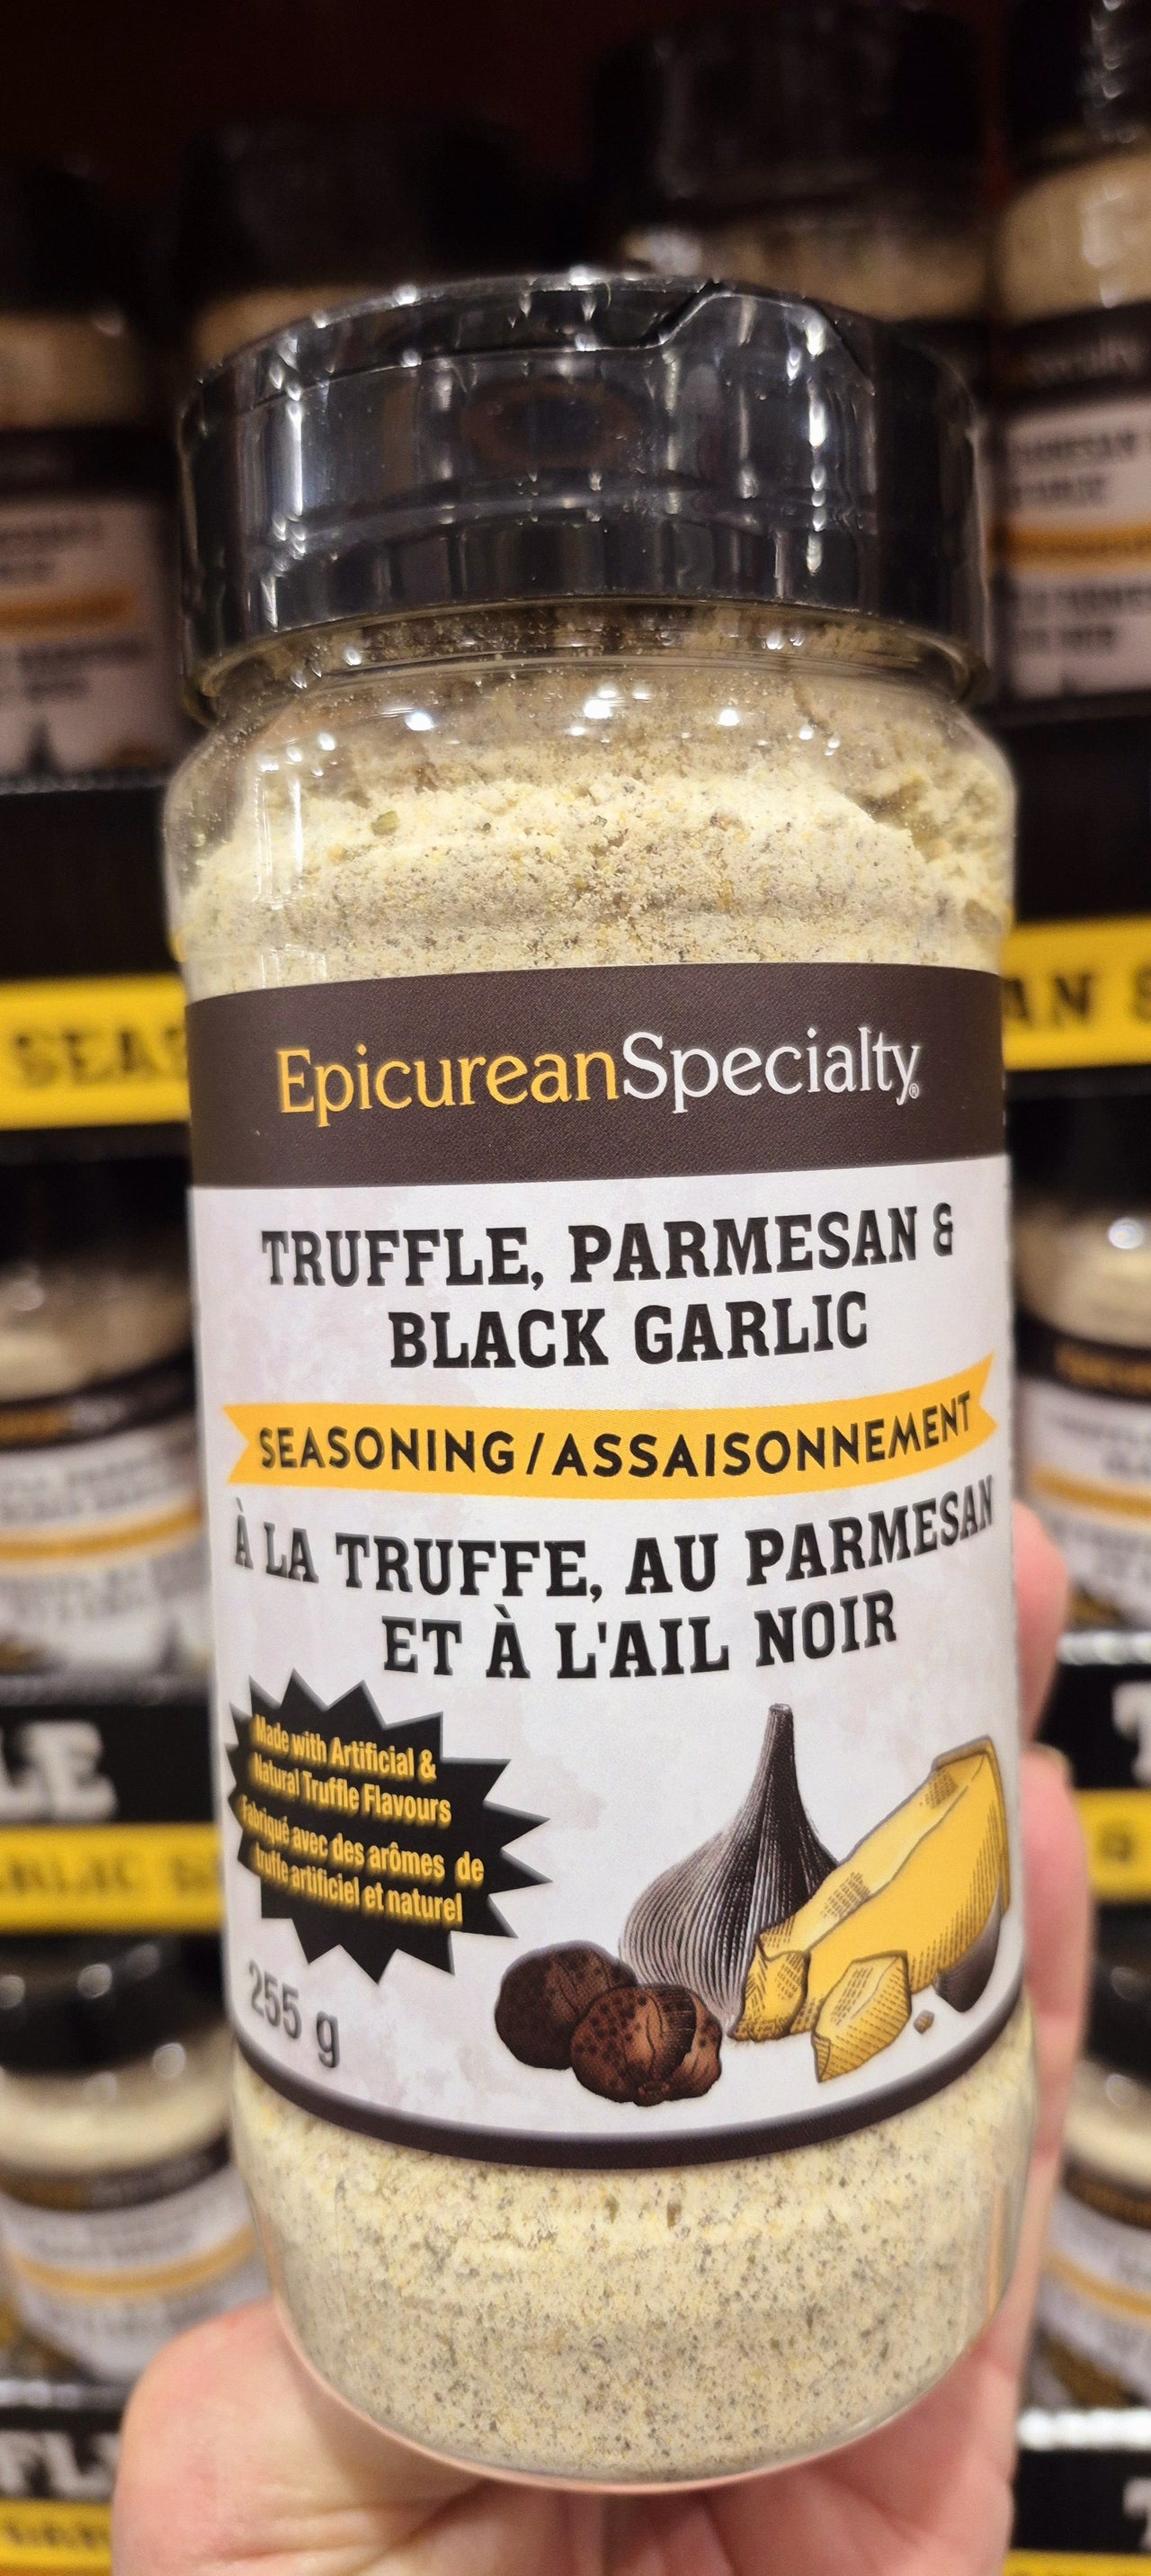 EpicureanSpecialty®
TRUFFLE, PARMESAN &
BLACK GARLIC
SEASONING/ASSAISONNEMENT
À LA TRUFFE, AU PARMESAN
ET À L'AIL NOIR
Made with Artificial &
Natural Truffle Flavours
Fabriqué avec des arômes de
truffe artificiel et naturel
255 g